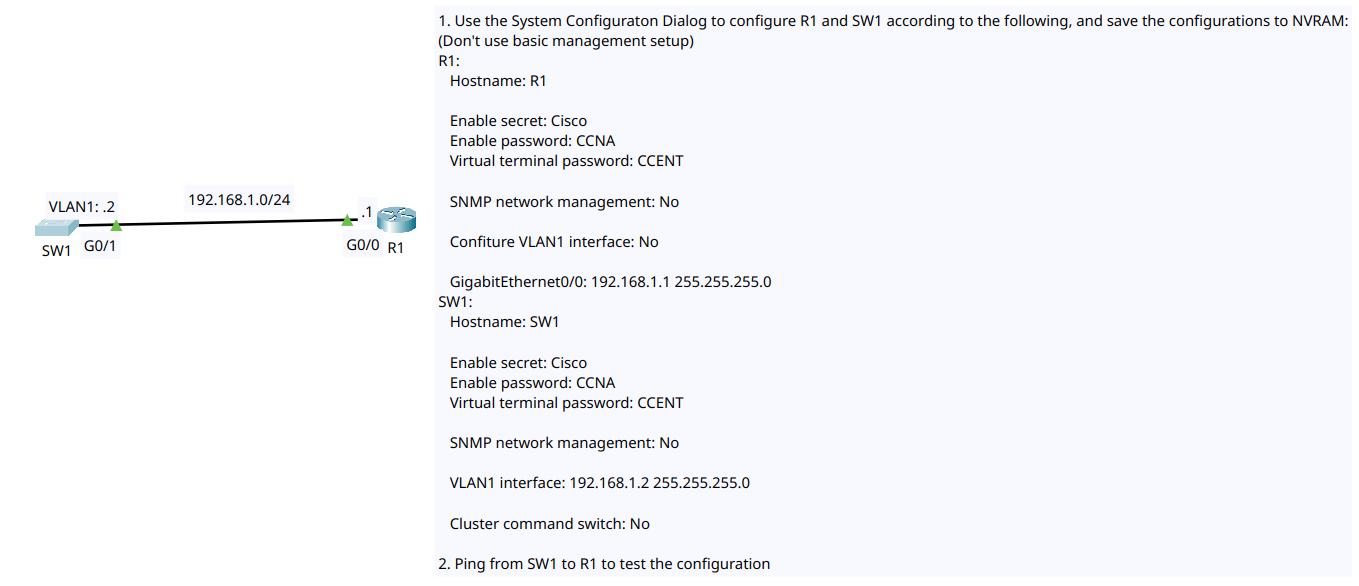 1. Use the System Configuraton Dialog to configure R1 and SW1 according to the following, and save the configurations to NVRAM:
(Don't use basic management setup)
R1:
Hostname: R1
Enable secret: Cisco
Enable password: CCNA
Virtual terminal password: CCENT
SNMP network management: No
Confiture VLAN1 interface: No
GigabitEthernet0/0: 192.168.1.1 255.255.255.0
SW1:
Hostname: SW1
Enable secret: Cisco
Enable password: CCNA
Virtual terminal password: CCENT
SNMP network management: No
VLAN1 interface: 192.168.1.2 255.255.255.0
Cluster command switch: No
2. Ping from SW1 to R1 to test the configuration
VLAN1: .2
192.168.1.0/24
.1
SW1
G0/1
G0/0
R1